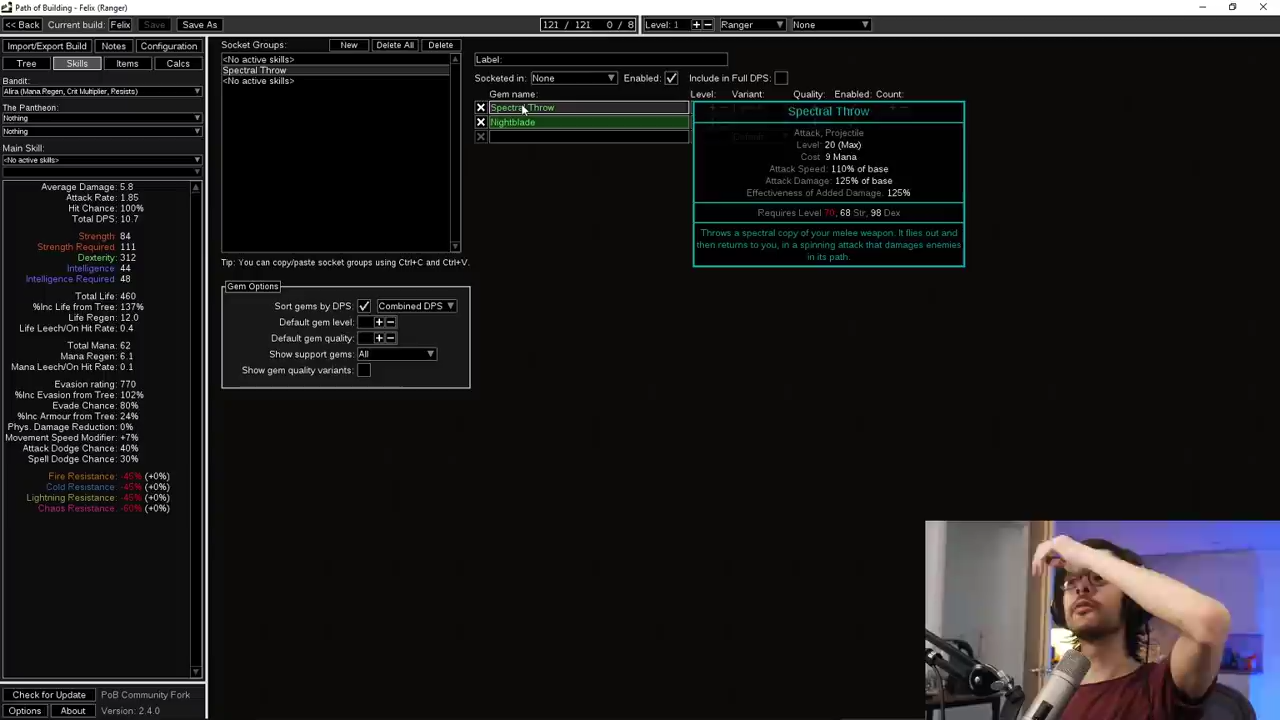 Path of Building - Felix (Ranger)
<< Back Current build: Felix Save Save As 121 / 121 0 / 8 Level: 1 Ranger None
Import/Export Build Notes Configuration
Tree Skills Items Calcs
Bandit:
Alira (Mana Regen, Crit Multiplier, Resists)
The Pantheon:
Nothing
Nothing
Main Skill:
<No active skills>
Average Damage: 5.8
Attack Rate: 1.85
Hit Chance: 100%
Total DPS: 10.7
Strength: 84
Strength Required: 111
Dexterity: 312
Intelligence: 44
Intelligence Required: 48
Total Life: 460
%Inc Life from Tree: 137%
Life Regen: 12.0
Life Leech/On Hit Rate: 0.4
Total Mana: 62
Mana Regen: 6.1
Mana Leech/On Hit Rate: 0.1
Evasion rating: 770
%Inc Evasion from Tree: 102%
Evade Chance: 80%
%Inc Armour from Tree: 24%
Phys. Damage Reduction: 0%
Movement Speed Modifier: +7%
Attack Dodge Chance: 40%
Spell Dodge Chance: 30%
Fire Resistance: -45% (+0%)
Cold Resistance: -45% (+0%)
Lightning Resistance: -45% (+0%)
Chaos Resistance: -60% (+0%)
Check for Update PoB Community Fork
Options About Version: 2.4.0
Socket Groups: New Delete All Delete
<No active skills>
Spectral Throw
<No active skills>
Tip: You can copy/paste socket groups using Ctrl+C and Ctrl+V.
Gem Options
Sort gems by DPS: Combined DPS
Default gem level:
Default gem quality:
Show support gems: All
Show gem quality variants:
Label:
Socketed in: None Enabled: Include in Full DPS:
Gem name: Level: Variant: Quality: Enabled: Count:
Spectral Throw
Nightblade
Spectral Throw
Attack, Projectile
Level: 20 (Max)
Cost 9 Mana
Attack Speed: 110% of base
Attack Damage: 125% of base
Effectiveness of Added Damage: 125%
Requires Level 70, 68 Str, 98 Dex
Throws a spectral copy of your melee weapon. It flies out and
then returns to you, in a spinning attack that damages enemies
in its path.